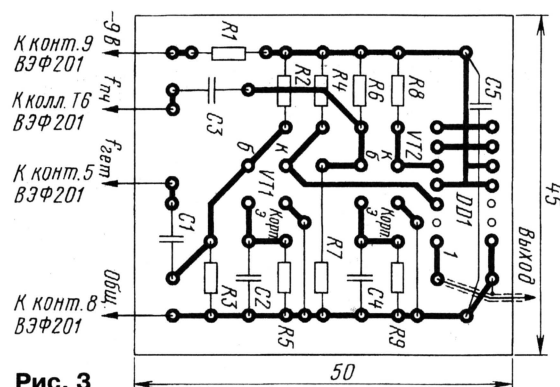 К конт. 9
ВЭФ201
-9 В
К колл. Т6
ВЭФ201
fпч
К конт. 5
ВЭФ201
fгет
К конт. 8
ВЭФ201
Общ.
R1
R2
R4
R6
R8
C5
C3
VT2
б
к
к
б
VT1
DD1
Корп.
э
Корп.
э
1
C1
R7
R3
C2
R5
C4
R9
Выход
45
50
Рис. 3